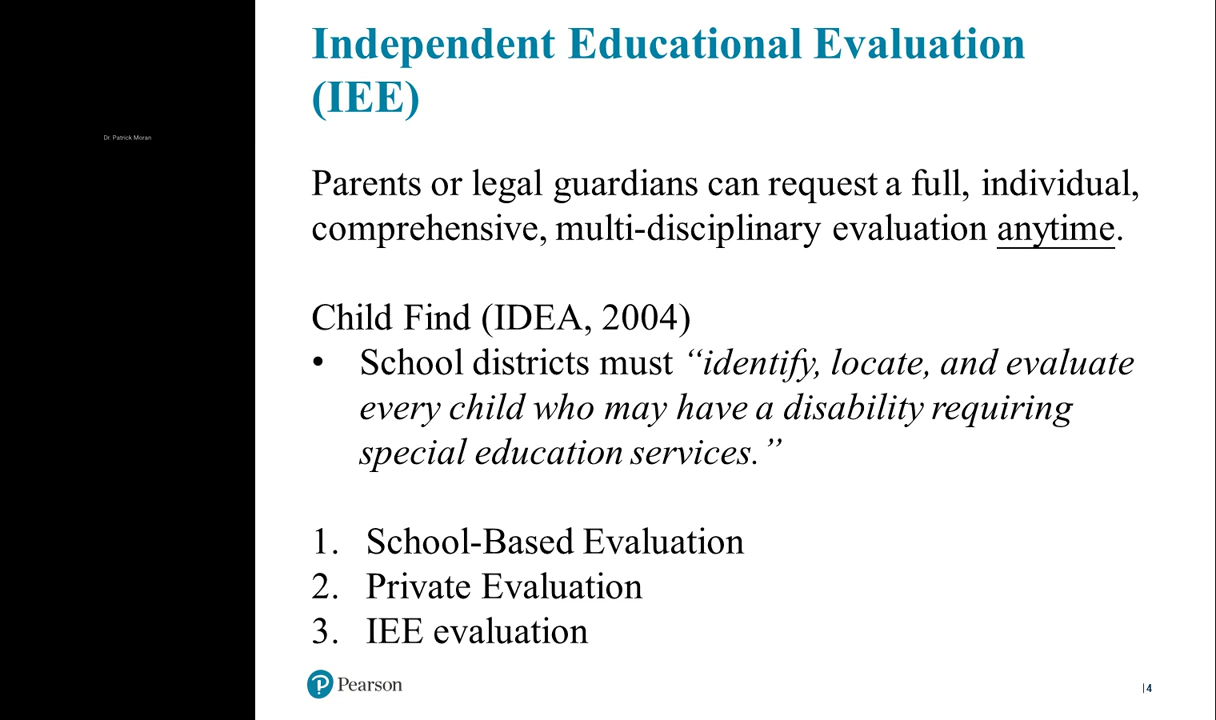 Dr. Patrick Moran
Independent Educational Evaluation
(IEE)
Parents or legal guardians can request a full, individual,
comprehensive, multi-disciplinary evaluation anytime.
Child Find (IDEA, 2004)
• School districts must “identify, locate, and evaluate
every child who may have a disability requiring
special education services.”
1. School-Based Evaluation
2. Private Evaluation
3. IEE evaluation
P Pearson
|4